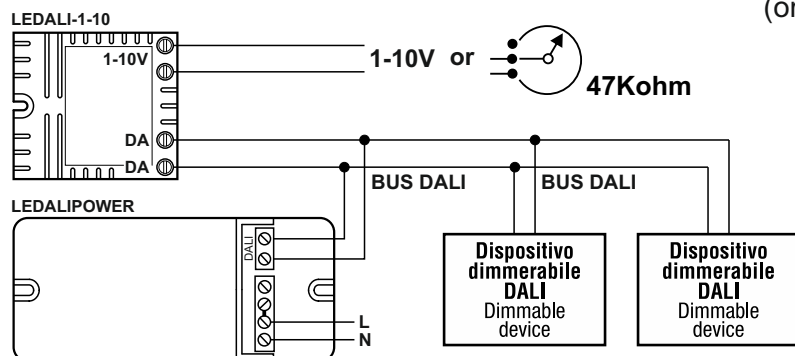 (or
LEDALI-1-10
1-10V
1-10V or
47Kohm
DA
DA
BUS DALI
BUS DALI
LEDALIPOWER
DALI
L
N
Dispositivo
dimmerabile
DALI
Dimmable
device
Dispositivo
dimmerabile
DALI
Dimmable
device